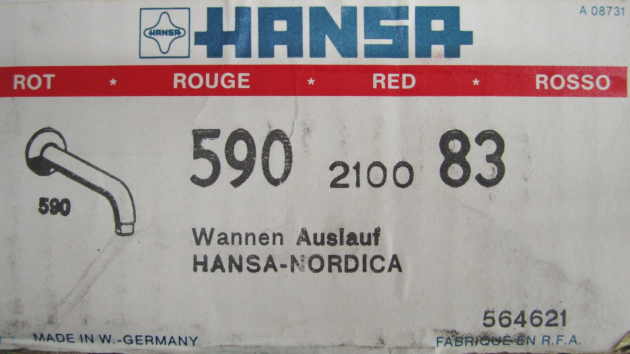 A 08731
HANSA HANSA
ROT * ROUGE * RED * ROSSO
590 2100 83
590
Wannen Auslauf
HANSA-NORDICA
564621
MADE IN W.-GERMANY FABRIQUÉ EN R.F.A.